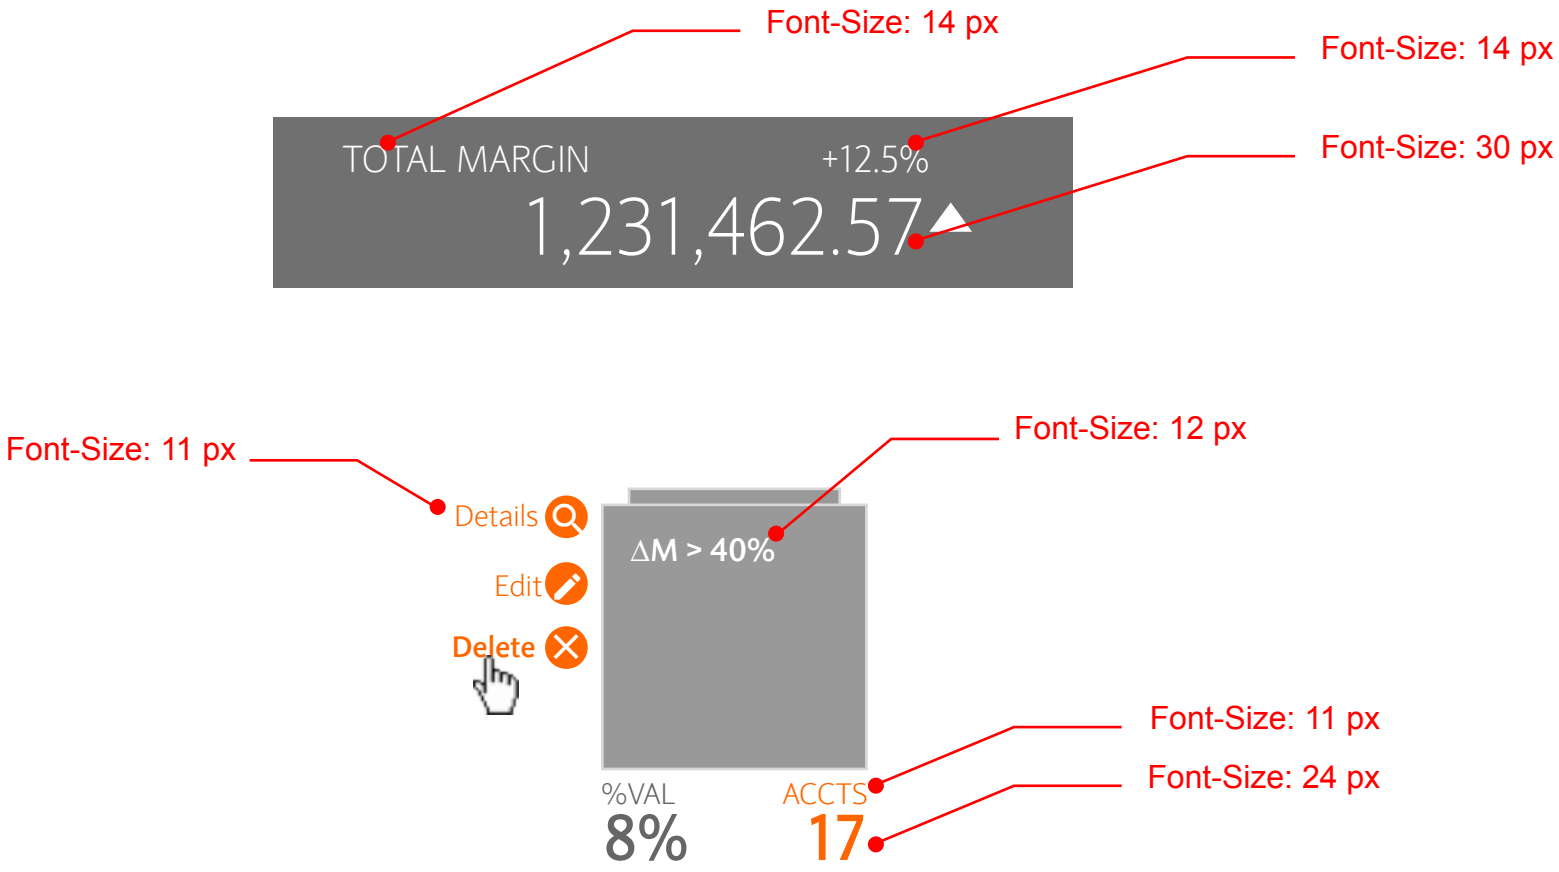 Font-Size: 14 px
Font-Size: 14 px
TOTAL MARGIN
+12.5%
Font-Size: 30 px
1,231,462.57
Font-Size: 12 px
Font-Size: 11 px
Details
∆M > 40%
Edit
Delete
Font-Size: 11 px
Font-Size: 24 px
%VAL
ACCTS
8%
17